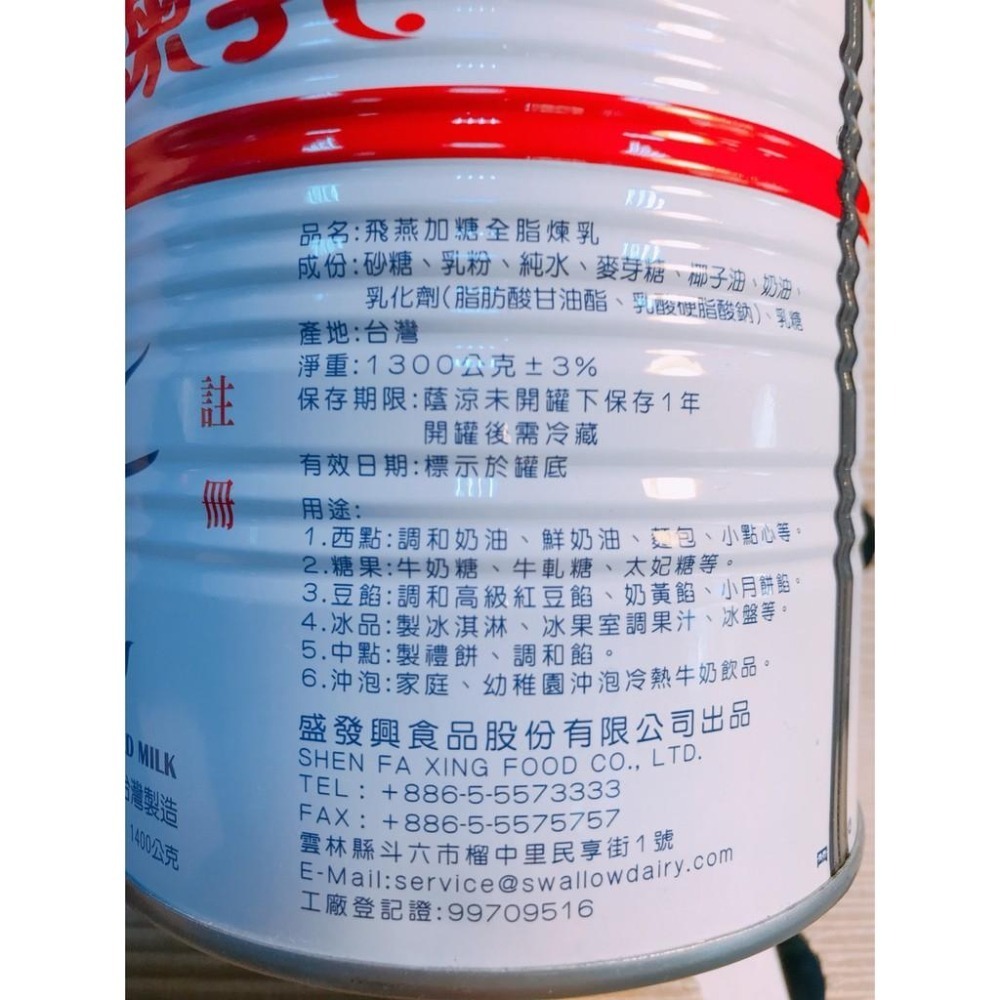 煉乳
品名:飛燕加糖全脂煉乳
成份:砂糖、乳粉、純水、麥芽糖、椰子油、奶油、
乳化劑(脂肪酸甘油酯、乳酸硬脂酸鈉)、乳糖
產地:台灣
淨重:1300公克±3%
保存期限:蔭涼未開罐下保存1年
開罐後需冷藏
有效日期:標示於罐底
註
冊
用途:
1.西點:調和奶油、鮮奶油、麵包、小點心等。
2.糖果:牛奶糖、牛軋糖、太妃糖等。
3.豆餡:調和高級紅豆餡、奶黃餡、小月餅餡。
4.冰品:製冰淇淋、冰果室調果汁、冰盤等。
5.中點:製禮餅、調和餡。
6.沖泡:家庭、幼稚園沖泡冷熱牛奶飲品。
盛發興食品股份有限公司出品
SHEN FA XING FOOD CO., LTD.
TEL: +886-5-5573333
FAX: +886-5-5575757
雲林縣斗六市榴中里民享街1號
E-Mail:service@swallowdairy.com
工廠登記證:99709516
D MILK
台灣製造
1400公克